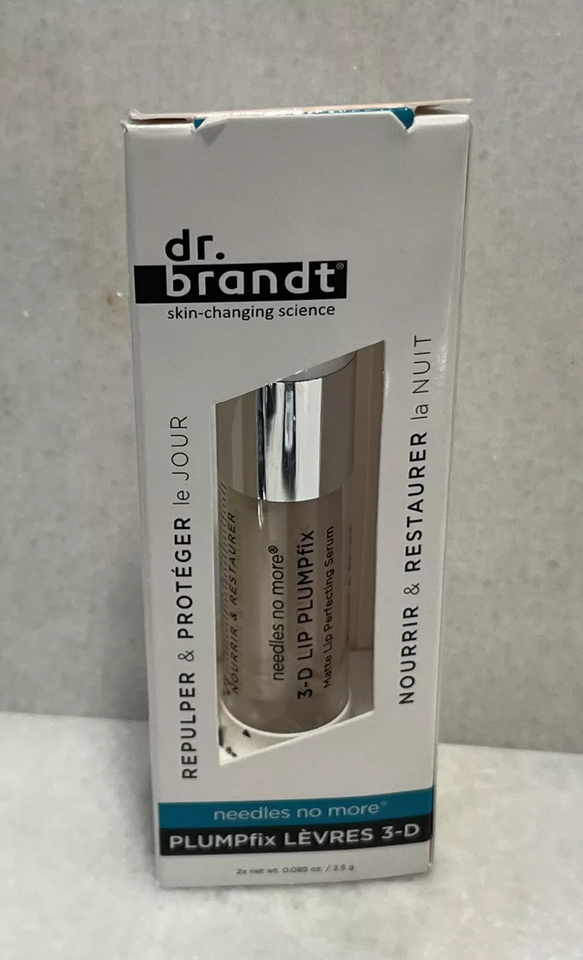 dr.
brandt®
skin-changing science
REPULPER & PROTÉGER le JOUR
NOURRIR & RESTAURER
needles no more®
3-D LIP PLUMPfix
Matte Lip Perfecting Serum
NOURRIR & RESTAURER la NUIT
needles no more®
PLUMPfix LÈVRES 3-D
2x net wt. 0.085 oz. / 2.5 g